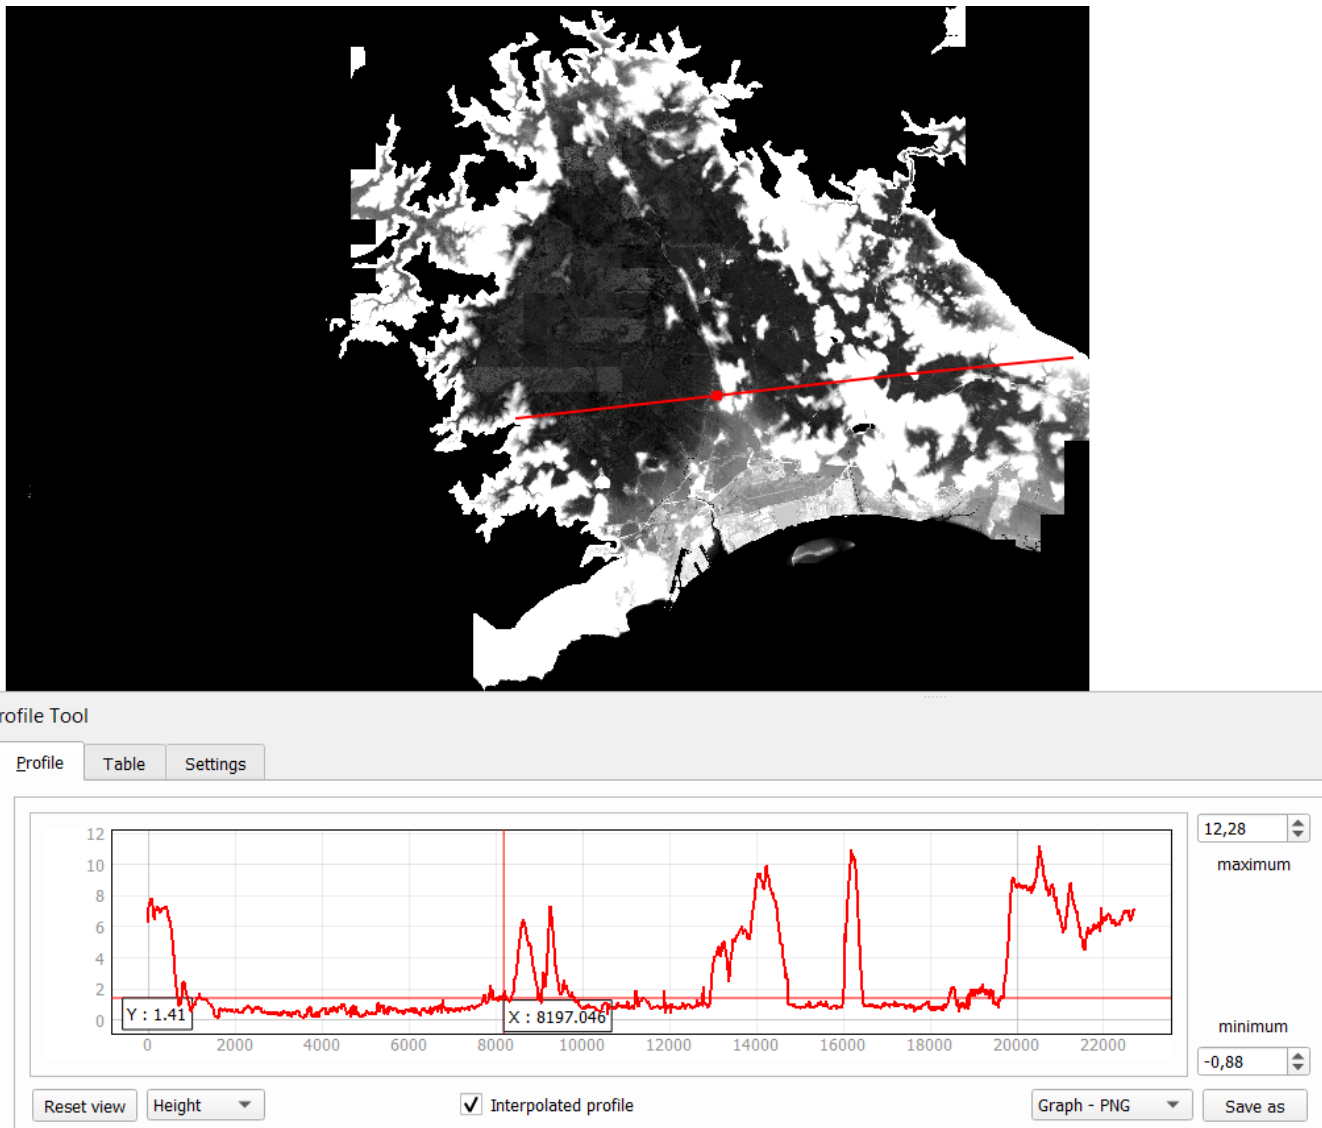 rofile Tool
Profile Table Settings
12
10
8
6
4
2
0
Y : 1.41
X : 8197.046
0 2000 4000 6000 8000 10000 12000 14000 16000 18000 20000 22000
12,28
maximum
minimum
-0,88
Reset view Height Interpolated profile Graph - PNG Save as